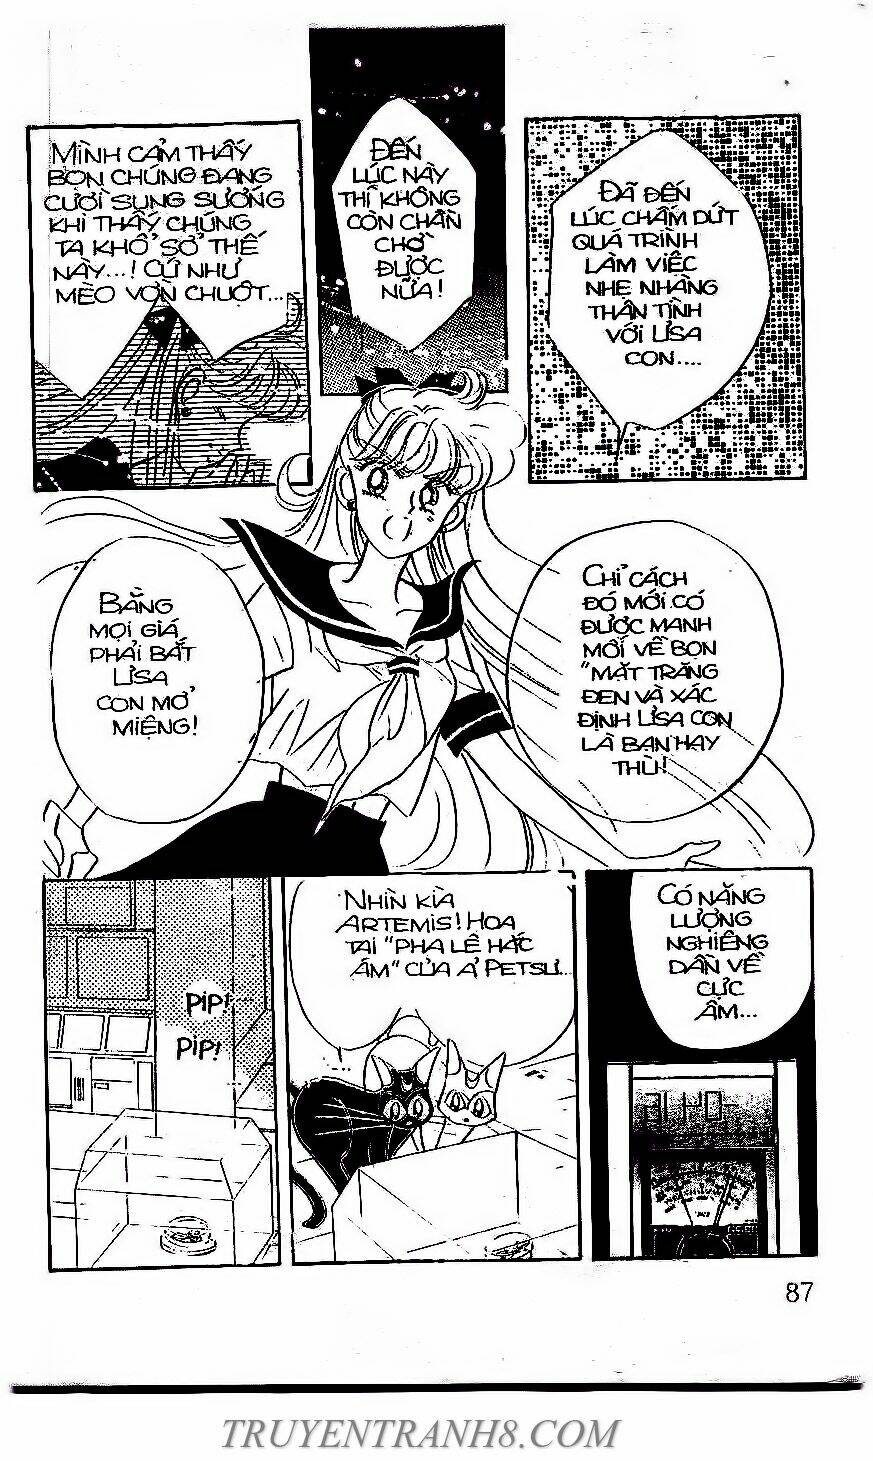 ĐÃ ĐẾN
LÚC CHẤM DỨT
QUÁ TRÌNH
LÀM VIỆC
NHẸ NHÀNG
THÂN TÌNH
VỚI LISA
CON....
ĐẾN
LÚC NÀY
THÌ KHÔNG
CÒN CHẦN
CHỜ
ĐƯỢC
NỮA!
MÌNH CẢM THẤY
BỌN CHÚNG ĐANG
CƯỜI SUNG SƯỚNG
KHI THẤY CHÚNG
TA KHỔ SỞ THẾ
NÀY...! CỨ NHƯ
MÈO VỜN CHUỘT...
CHỈ CÁCH
ĐÓ MỚI CÓ
ĐƯỢC MANH
MỐI VỀ BỌN
"MẶT TRĂNG
ĐEN VÀ XÁC
ĐỊNH LISA CON
LÀ BẠN HAY
THÙ!
BẰNG
MỌI GIÁ
PHẢI BẮT
LISA
CON MỞ
MIỆNG!
CÓ NĂNG
LƯỢNG
NGHIÊNG
DẦN VỀ
CỰC
ÂM...
NHÌN KÌA
ARTEMIS! HOA
TAI "PHA LÊ HẮC
ÁM" CỦA Ả PETSU...
PIP!
PIP!
87
TRUYENTRANH8.COM